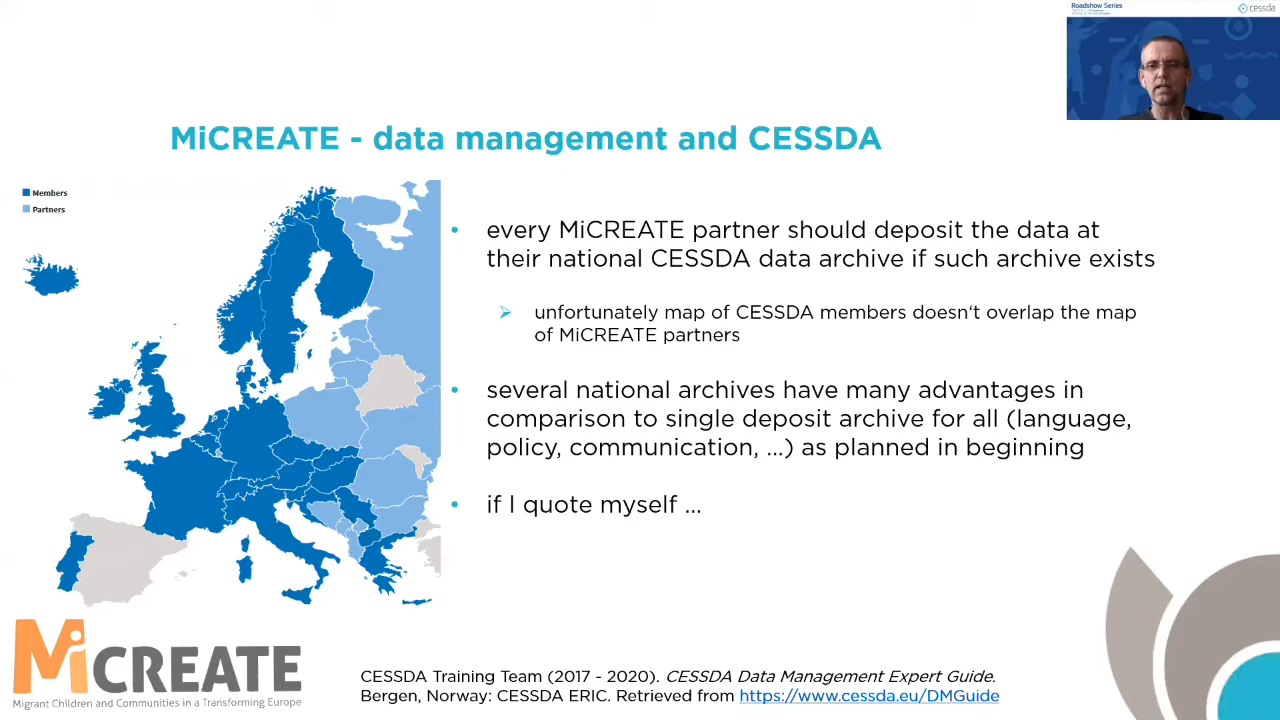 Roadshow Series
cessda
MiCREATE - data management and CESSDA
Members
Partners
• every MiCREATE partner should deposit the data at
their national CESSDA data archive if such archive exists
➢ unfortunately map of CESSDA members doesn‘t overlap the map
of MiCREATE partners
• several national archives have many advantages in
comparison to single deposit archive for all (language,
policy, communication, ...) as planned in beginning
• if I quote myself ...
MiCREATE
Migrant Children and Communities in a Transforming Europe
CESSDA Training Team (2017 - 2020). CESSDA Data Management Expert Guide.
Bergen, Norway: CESSDA ERIC. Retrieved from https://www.cessda.eu/DMGuide